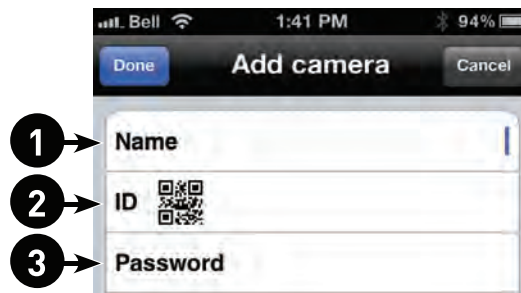 Bell 1:41 PM 94%
Done Add camera Cancel
1 Name
2 ID
3 Password